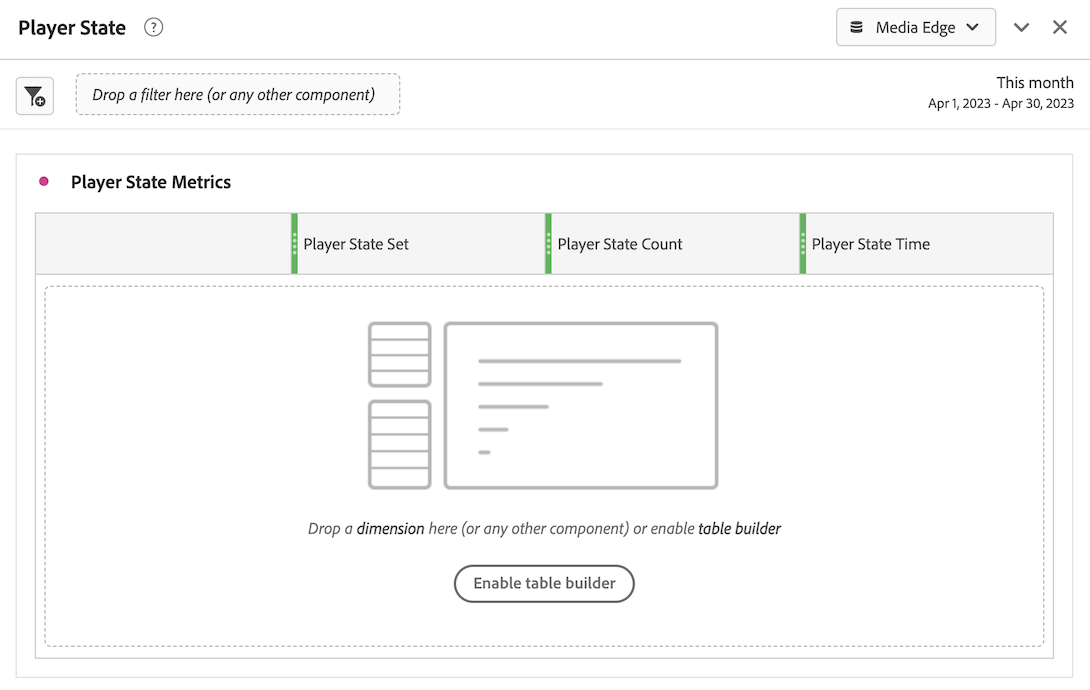 Player State ?
Media Edge
Drop a filter here (or any other component)
This month
Apr 1, 2023 - Apr 30, 2023
Player State Metrics
Player State Set
Player State Count
Player State Time
Drop a dimension here (or any other component) or enable table builder
Enable table builder